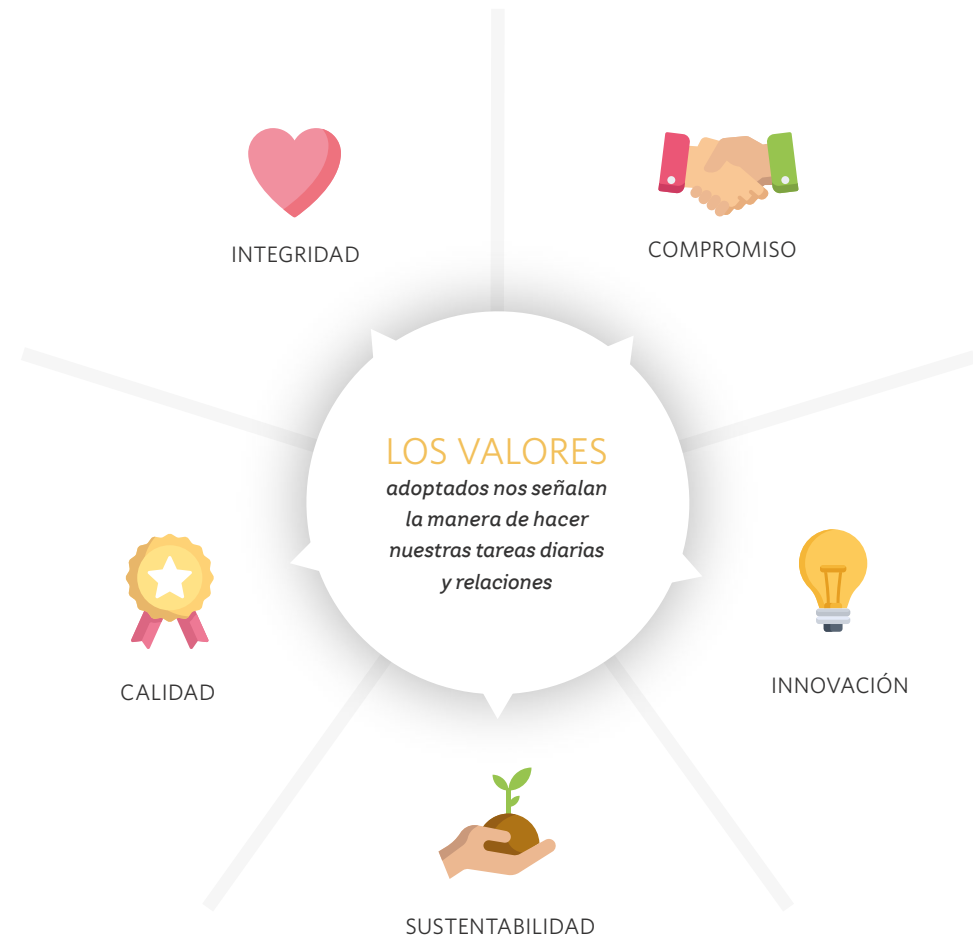 INTEGRIDAD
COMPROMISO
LOS VALORES
adoptados nos señalan
la manera de hacer
nuestras tareas diarias
y relaciones
CALIDAD
INNOVACIÓN
SUSTENTABILIDAD